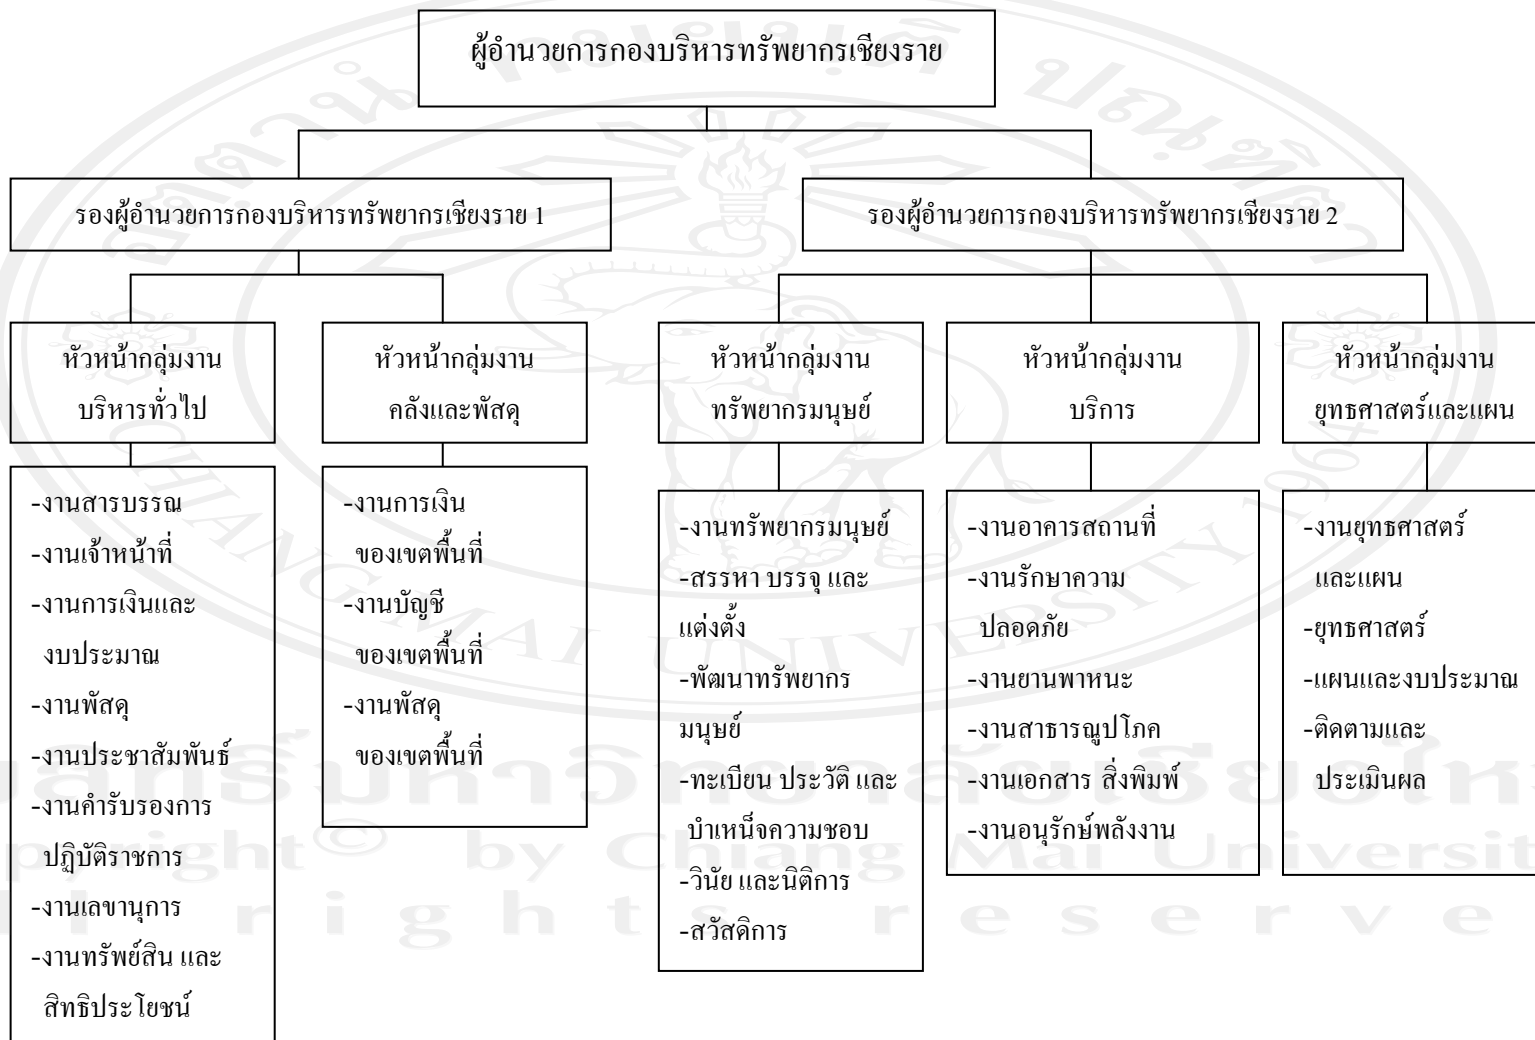 ผู้อำนวยการกองบริหารทรัพยากรเชียงราย
รองผู้อำนวยการกองบริหารทรัพยากรเชียงราย 1
รองผู้อำนวยการกองบริหารทรัพยากรเชียงราย 2
หัวหน้ากลุ่มงาน
บริหารทั่วไป
หัวหน้ากลุ่มงาน
คลังและพัสดุ
หัวหน้ากลุ่มงาน
ทรัพยากรมนุษย์
หัวหน้ากลุ่มงาน
บริการ
หัวหน้ากลุ่มงาน
ยุทธศาสตร์และแผน
-งานสารบรรณ
-งานเจ้าหน้าที่
-งานการเงินและ
งบประมาณ
-งานพัสดุ
-งานประชาสัมพันธ์
-งานคำรับรองการ
ปฏิบัติราชการ
-งานเลขานุการ
-งานทรัพย์สิน และ
สิทธิประโยชน์
-งานการเงิน
ของเขตพื้นที่
-งานบัญชี
ของเขตพื้นที่
-งานพัสดุ
ของเขตพื้นที่
-งานทรัพยากรมนุษย์
-สรรหา บรรจุ และ
แต่งตั้ง
-พัฒนาทรัพยากร
มนุษย์
-ทะเบียน ประวัติ และ
บำเหน็จความชอบ
-วินัย และนิติการ
-สวัสดิการ
-งานอาคารสถานที่
-งานรักษาความ
ปลอดภัย
-งานยานพาหนะ
-งานสาธารณูปโภค
-งานเอกสาร สิ่งพิมพ์
-งานอนุรักษ์พลังงาน
-งานยุทธศาสตร์
และแผน
-ยุทธศาสตร์
-แผนและงบประมาณ
-ติดตามและ
ประเมินผล
CHIANG MAI UNIVERSITY 1964
by Chiang Mai
rights